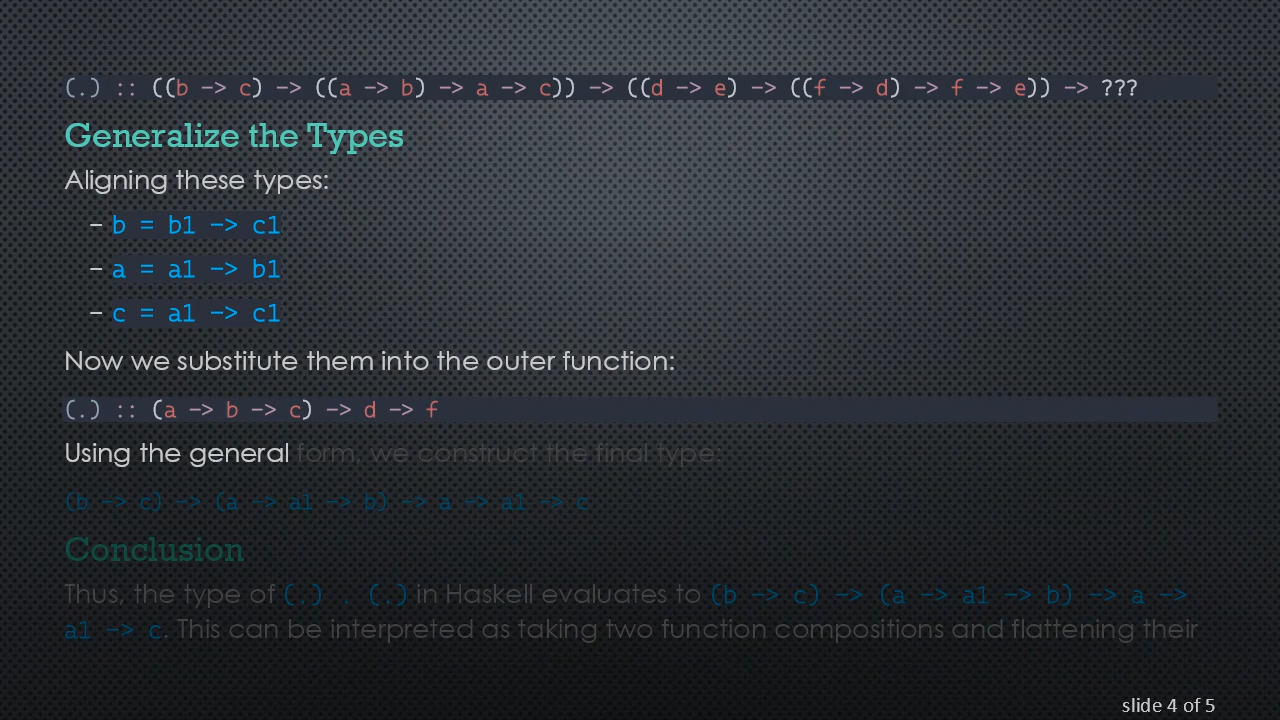 (.) :: ((b -> c) -> ((a -> b) -> a -> c)) -> ((d -> e) -> ((f -> d) -> f -> e)) -> ???
Generalize the Types
Aligning these types:
– b = b1 -> c1
– a = a1 -> b1
– c = a1 -> c1
Now we substitute them into the outer function:
(.) :: (a -> b -> c) -> d -> f
Using the general form, we construct the final type:
(b -> c) -> (a -> a1 -> b) -> a -> a1 -> c
Conclusion
Thus, the type of (.) . (.) in Haskell evaluates to (b -> c) -> (a -> a1 -> b) -> a ->
a1 -> c. This can be interpreted as taking two function compositions and flattening their
slide 4 of 5